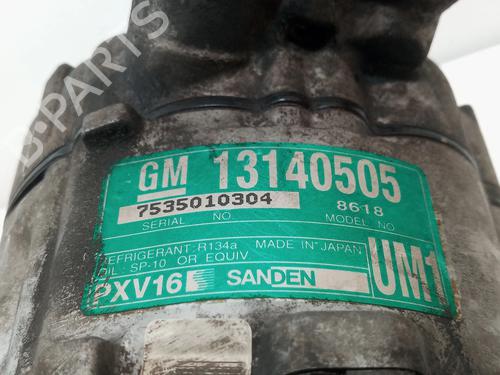 B-PARTS
GM 13140505
7535010304 8618
SERIAL NO. MODEL NO.
REFRIGERANT: R134a MADE IN JAPAN
OIL: SP-10 OR EQUIV UM1
PXV16 SANDEN